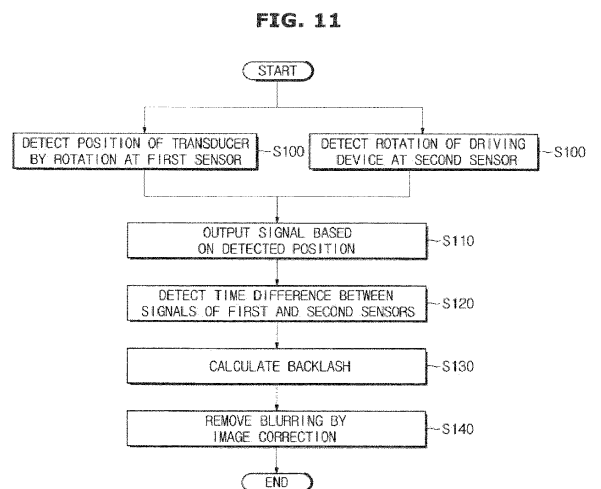 FIG. 11
START
DETECT POSITION OF TRANSDUCER
BY ROTATION AT FIRST SENSOR
S100
DETECT ROTATION OF DRIVING
DEVICE AT SECOND SENSOR
S100
OUTPUT SIGNAL BASED
ON DETECTED POSITION
S110
DETECT TIME DIFFERENCE BETWEEN
SIGNALS OF FIRST AND SECOND SENSORS
S120
CALCULATE BACKLASH
S130
REMOVE BLURRING BY
IMAGE CORRECTION
S140
END